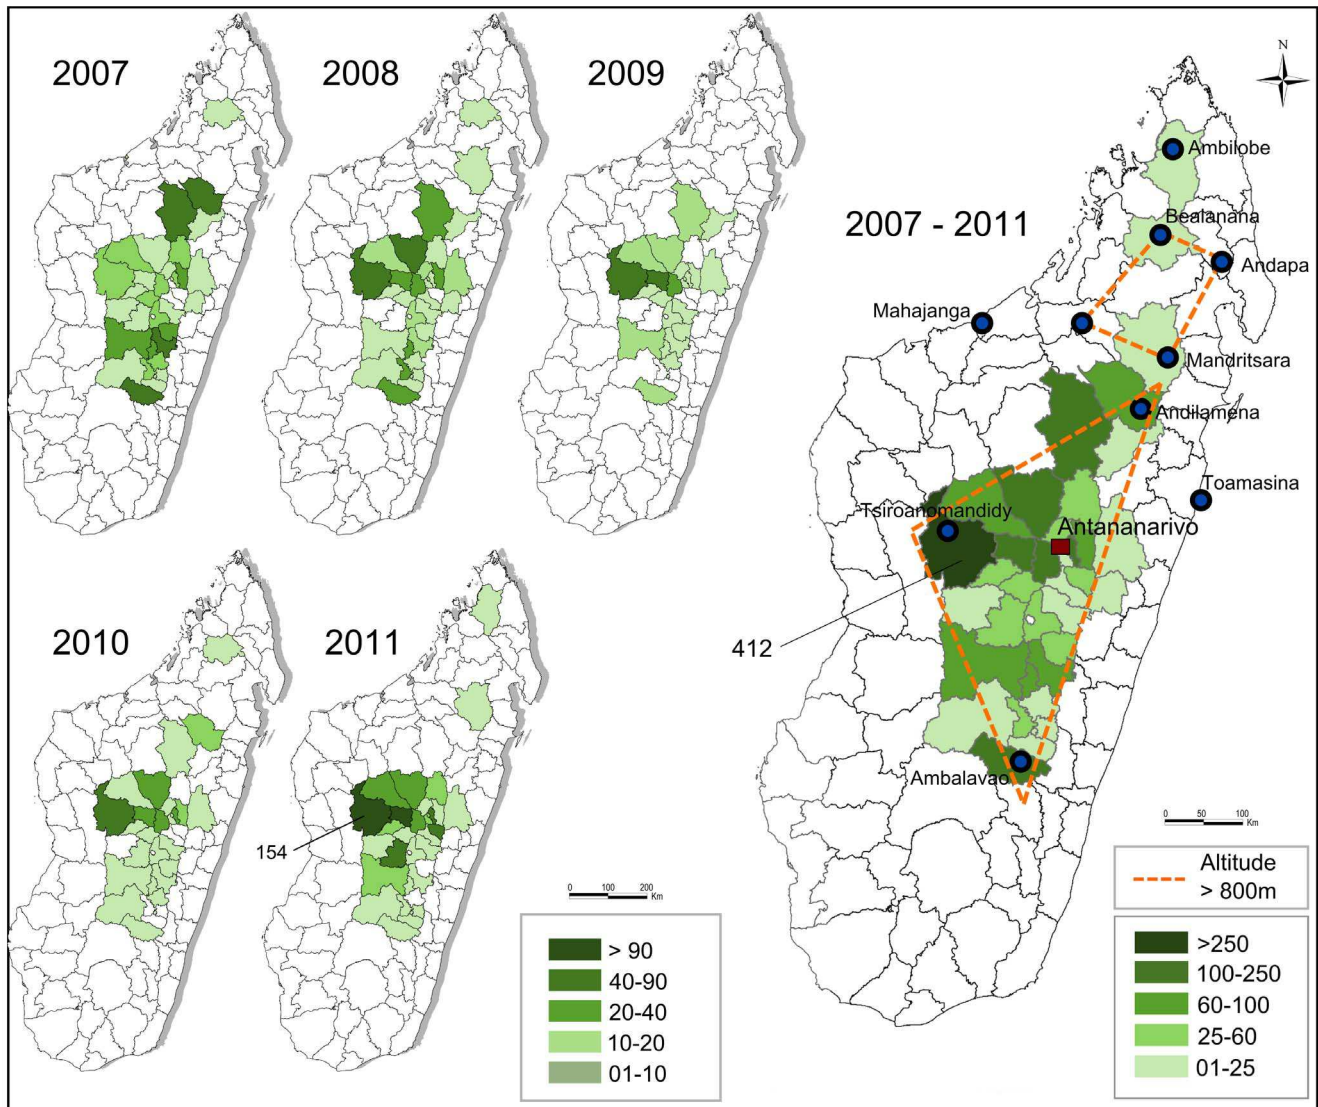 2007
2008
2009
2010
2011
154
0 100 200
Km
> 90
40-90
20-40
10-20
01-10
2007 - 2011
N
Ambilobe
Bealanana
Andapa
Mahajanga
Mandritsara
Andilamena
Toamasina
Tsiroanomandidy
Antananarivo
412
Ambalavao
0 50 100
Km
Altitude
> 800m
>250
100-250
60-100
25-60
01-25